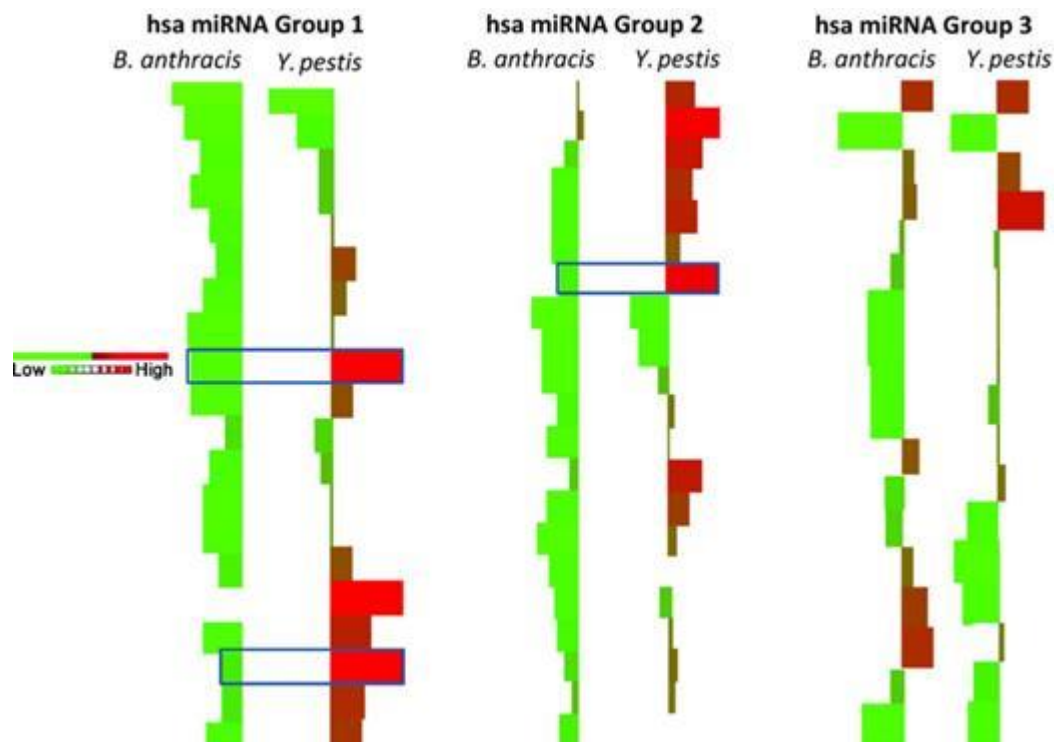 hsa miRNA Group 1 hsa miRNA Group 2 hsa miRNA Group 3
B. anthracis Y. pestis B. anthracis Y. pestis B. anthracis Y. pestis
Low High